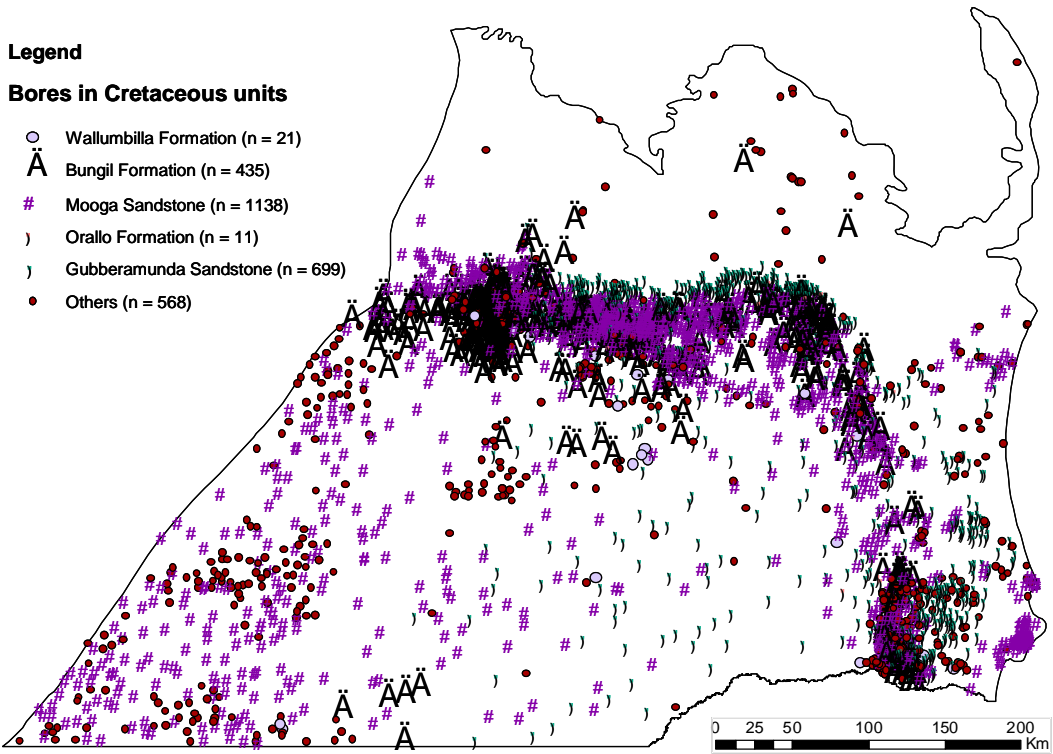 Legend
Bores in Cretaceous units
Wallumbilla Formation (n = 21)
Ä Bungil Formation (n = 435)
# Mooga Sandstone (n = 1138)
Orallo Formation (n = 11)
Gubberamunda Sandstone (n = 699)
Others (n = 568)
0 25 50 100 150 200
Km